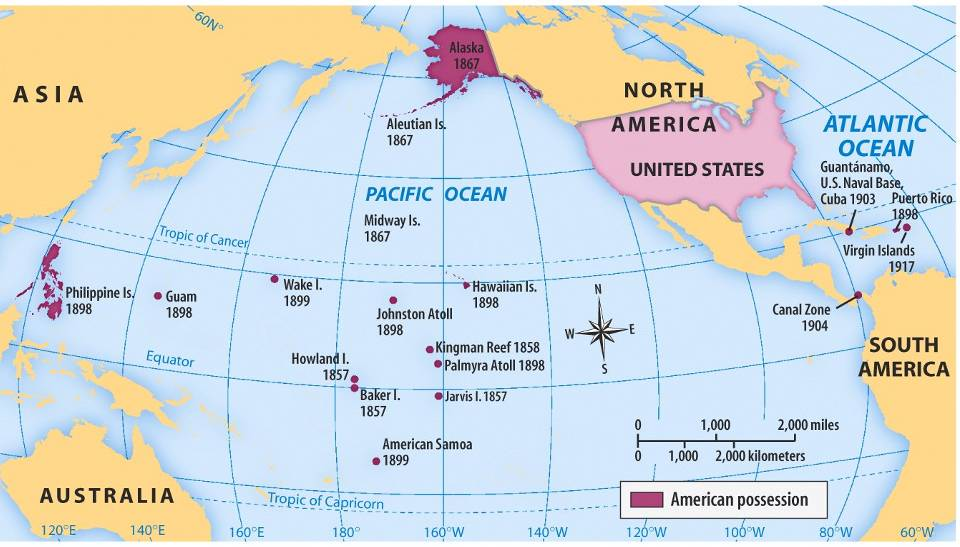 60N°
Alaska
1867
ASIA
NORTH
AMERICA
UNITED STATES
ATLANTIC
OCEAN
Aleutian Is.
1867
Guantánamo,
U.S. Naval Base,
Cuba 1903
Puerto Rico
1898
PACIFIC OCEAN
Midway Is.
1867
Tropic of Cancer
Virgin Islands
1917
Philippine Is.
1898
Guam
1898
Wake I.
1899
Hawaiian Is.
1898
Johnston Atoll
1898
N
W
E
S
Canal Zone
1904
Kingman Reef 1858
Palmyra Atoll 1898
Equator
Howland I.
1857
Baker I.
1857
Jarvis I. 1857
SOUTH
AMERICA
0 1,000 2,000 miles
0 1,000 2,000 kilometers
American Samoa
1899
AUSTRALIA
Tropic of Capricorn
American possession
120°E 140°E 160°E 180° 160°W 140°W 120°W 100°W 80°W 60°W